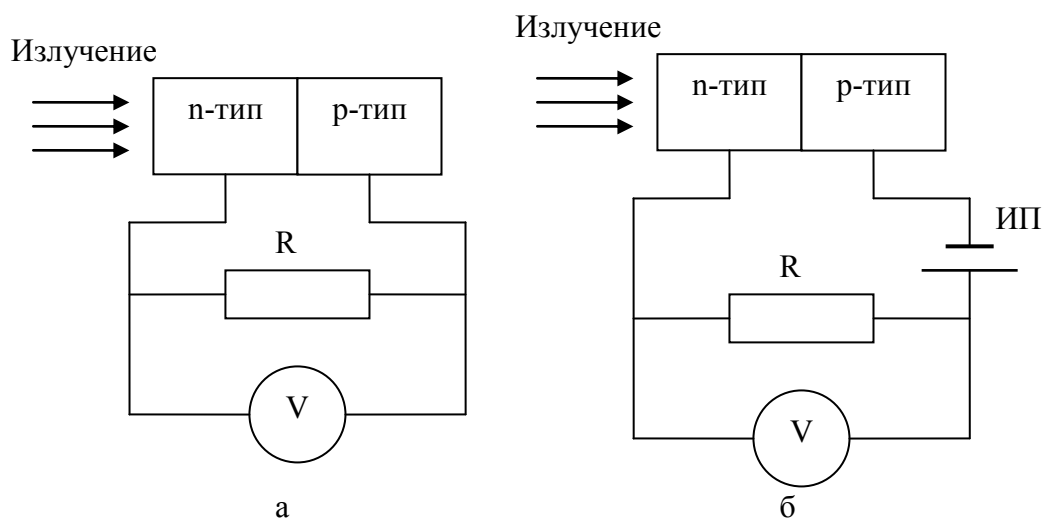 Излучение
n-тип
p-тип
R
V
а
Излучение
n-тип
p-тип
ИП
R
V
б